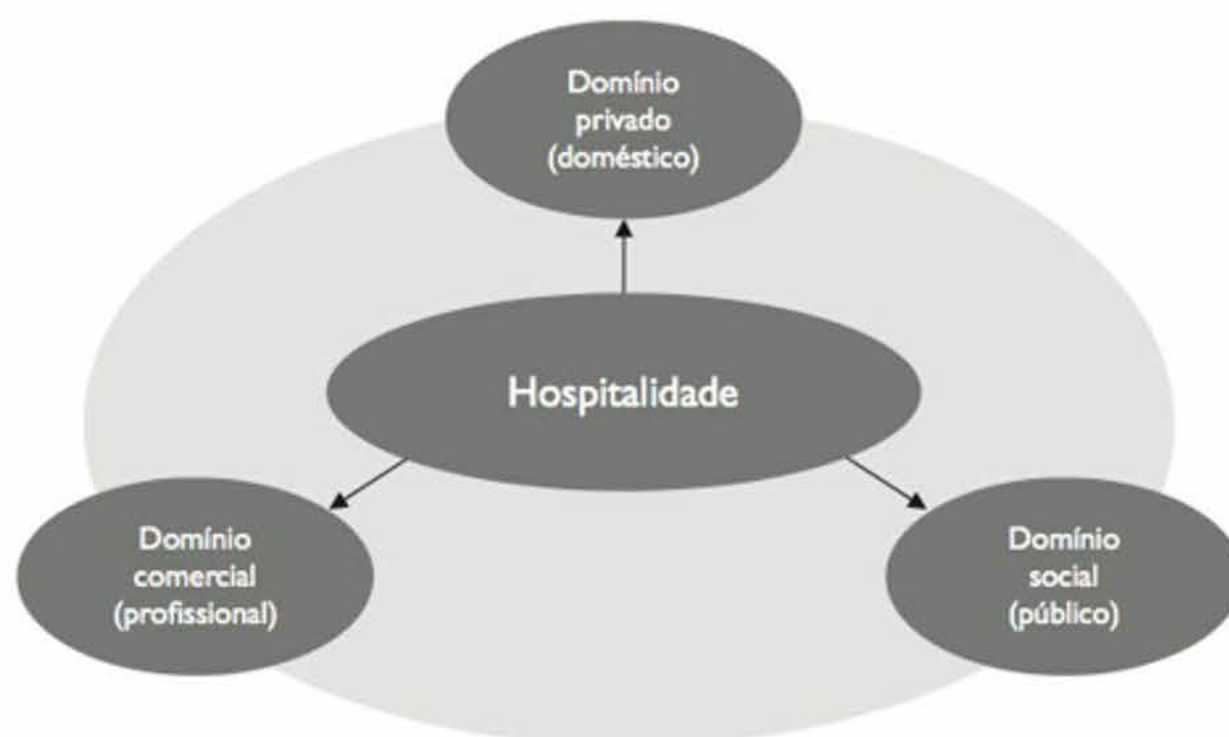 Domínio
privado
(doméstico)
Hospitalidade
Domínio
comercial
(profissional)
Domínio
social
(público)